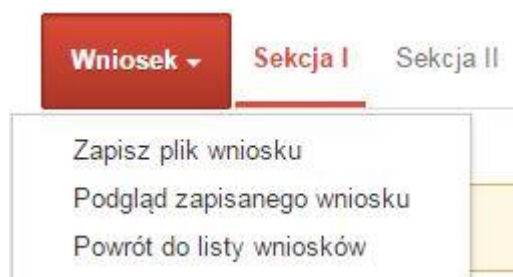 Wniosek Sekcja I Sekcja II
Zapisz plik wniosku
Podgląd zapisanego wniosku
Powrót do listy wniosków